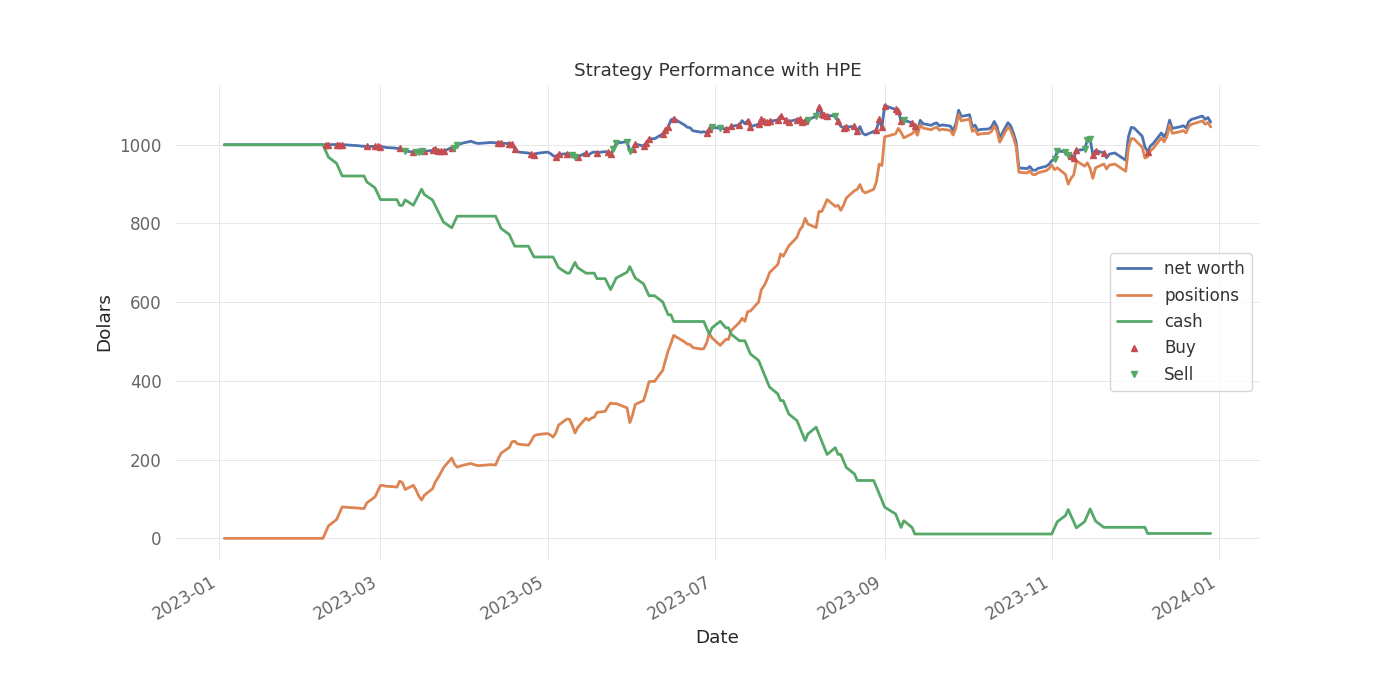 Strategy Performance with HPE
1000
800
600
400
200
0
Dolars
net worth
positions
cash
Buy
Sell
2023-01
2023-03
2023-05
2023-07
2023-09
2023-11
2024-01
Date